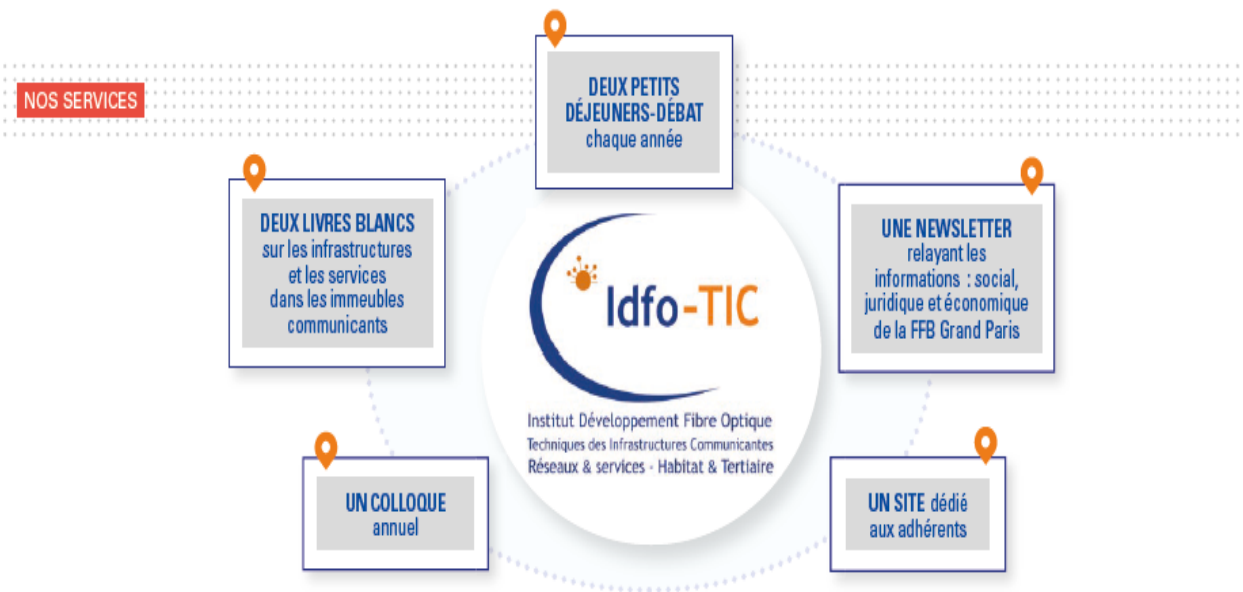 NOS SERVICES
DEUX PETITS
DÉJEUNERS-DÉBAT
chaque année
DEUX LIVRES BLANCS
sur les infrastructures
et les services
dans les immeubles
communicants
UNE NEWSLETTER
relayant les
informations : social,
juridique et économique
de la FFB Grand Paris
Idfo-TIC
Institut Développement Fibre Optique
Techniques des Infrastructures Communicantes
Réseaux & services - Habitat & Tertiaire
UN COLLOQUE
annuel
UN SITE dédié
aux adhérents